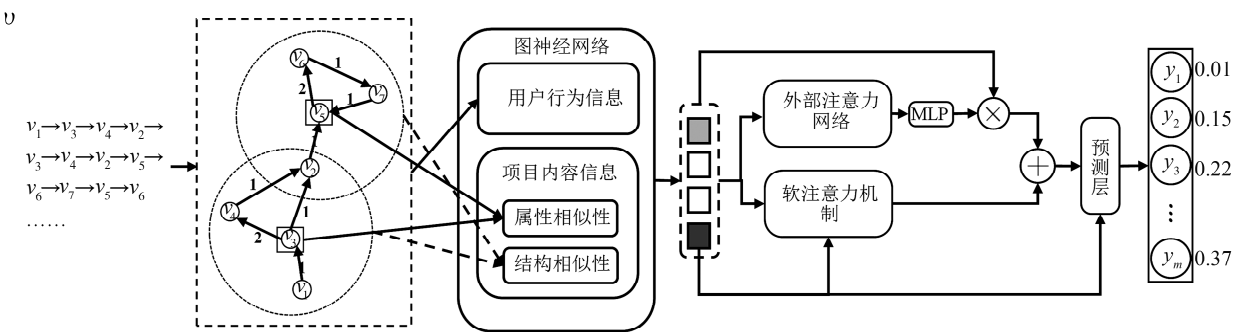 υ
v₁→v₃→v₄→v₂→
v₃→v₄→v₂→v₅→
v₆→v₇→v₅→v₆
……
v₆
1
2
v₇
1
v₅
1
v₂
1
v₄
1
2
v₃
1
v₁
图神经网络
用户行为信息
项目内容信息
属性相似性
结构相似性
外部注意力
网络
MLP
×
+
软注意力机
制
预
测
层
y₁ 0.01
y₂ 0.15
y₃ 0.22
⋮
yₘ 0.37